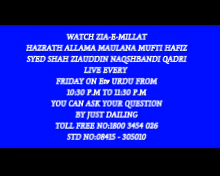 WATCH ZIA-E-MILLAT
HAZRATH ALLAMA MAULANA MUFTI HAFIZ
SYED SHAH ZIAUDDIN NAQSHBANDI QADRI
LIVE EVERY
FRIDAY ON Etv URDU FROM
10:30 P.M TO 11:30 P.M
YOU CAN ASK YOUR QUESTION
BY JUST DAILING
TOLL FREE NO:1800 3454 026
STD NO:08415 - 305010